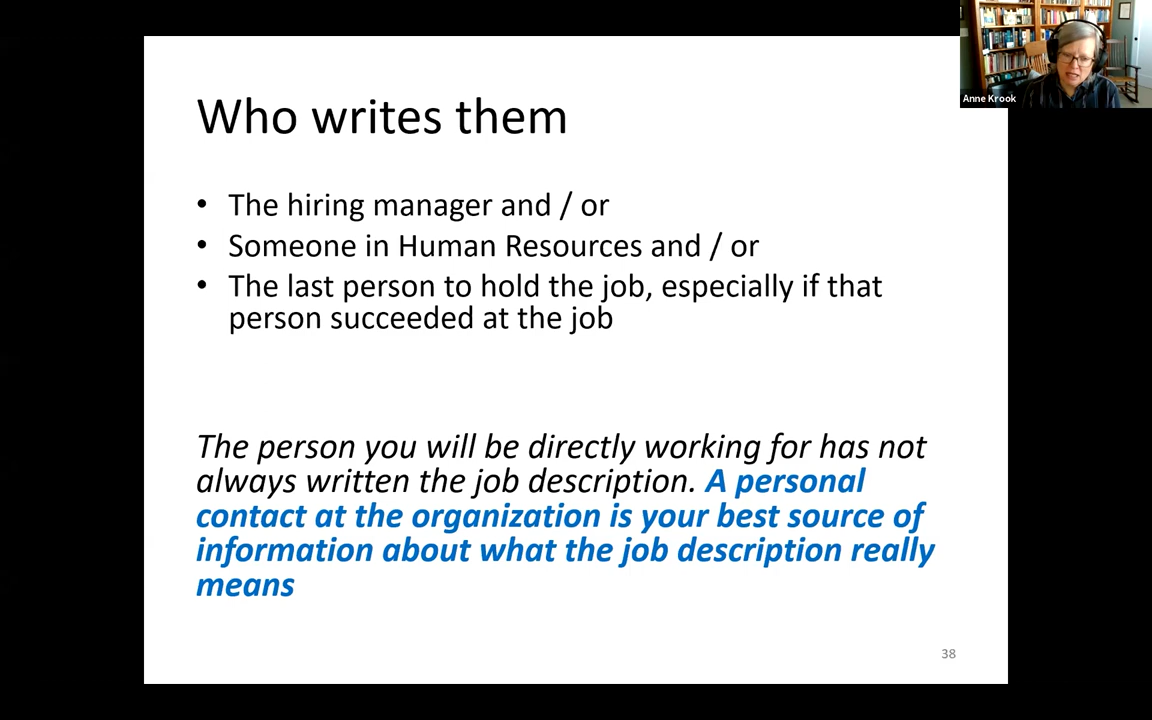 Anne Krook
Who writes them
• The hiring manager and / or
• Someone in Human Resources and / or
• The last person to hold the job, especially if that
person succeeded at the job
The person you will be directly working for has not
always written the job description. A personal
contact at the organization is your best source of
information about what the job description really
means
38